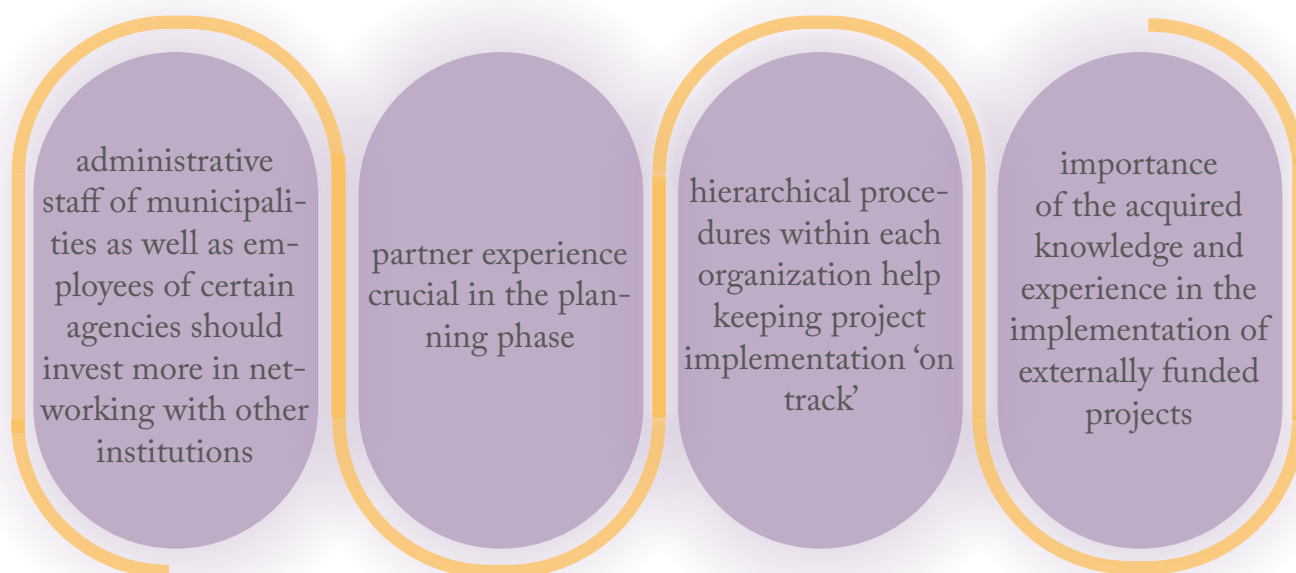 administrative
staff of municipali-
ties as well as em-
ployees of certain
agencies should
invest more in net-
working with other
institutions
partner experience
crucial in the plan-
ning phase
hierarchical proce-
dures within each
organization help
keeping project
implementation ‘on
track’
importance
of the acquired
knowledge and
experience in the
implementation of
externally funded
projects